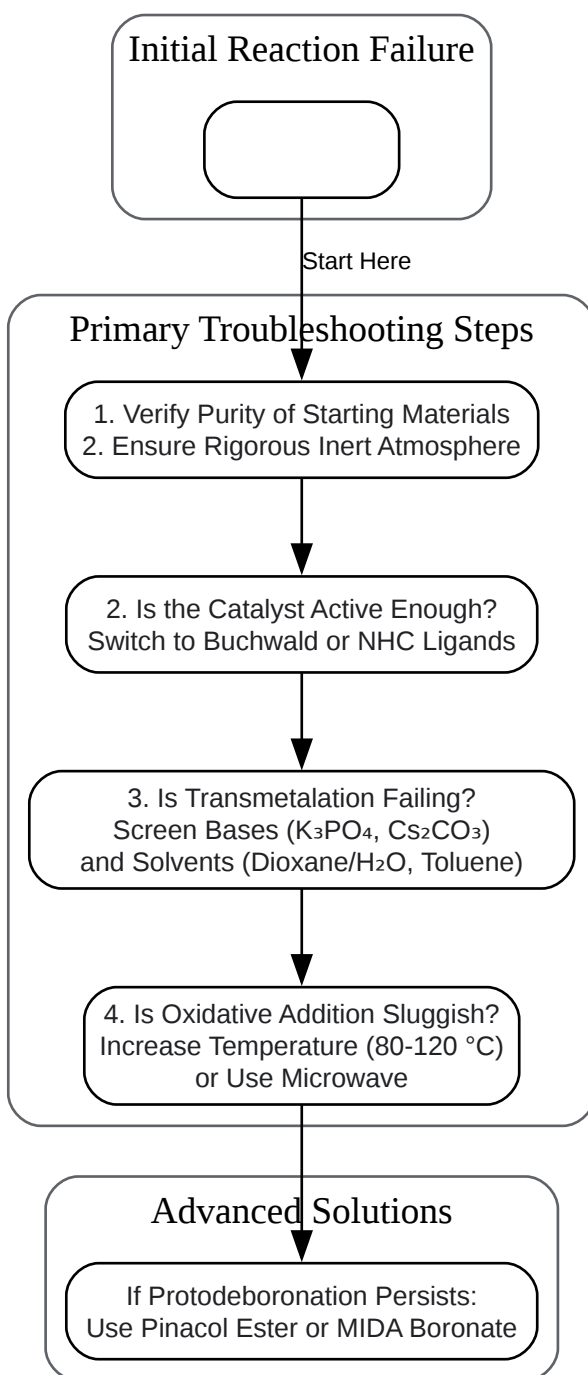 Initial Reaction Failure
Start Here
Primary Troubleshooting Steps
1. Verify Purity of Starting Materials
2. Ensure Rigorous Inert Atmosphere
2. Is the Catalyst Active Enough?
Switch to Buchwald or NHC Ligands
3. Is Transmetalation Failing?
Screen Bases (K₃PO₄, Cs₂CO₃)
and Solvents (Dioxane/H₂O, Toluene)
4. Is Oxidative Addition Sluggish?
Increase Temperature (80-120 °C)
or Use Microwave
Advanced Solutions
If Protodeboronation Persists:
Use Pinacol Ester or MIDA Boronate